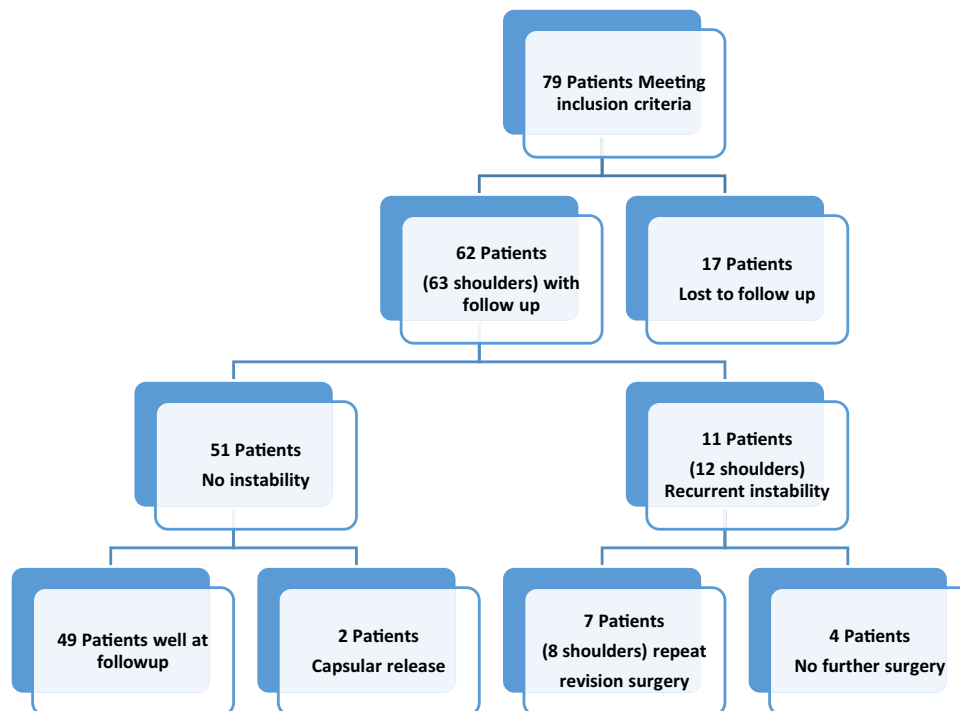 79 Patients Meeting
inclusion criteria
62 Patients
(63 shoulders) with
follow up
17 Patients
Lost to follow up
51 Patients
No instability
11 Patients
(12 shoulders)
Recurrent instability
49 Patients well at
followup
2 Patients
Capsular release
7 Patients
(8 shoulders) repeat
revision surgery
4 Patients
No further surgery